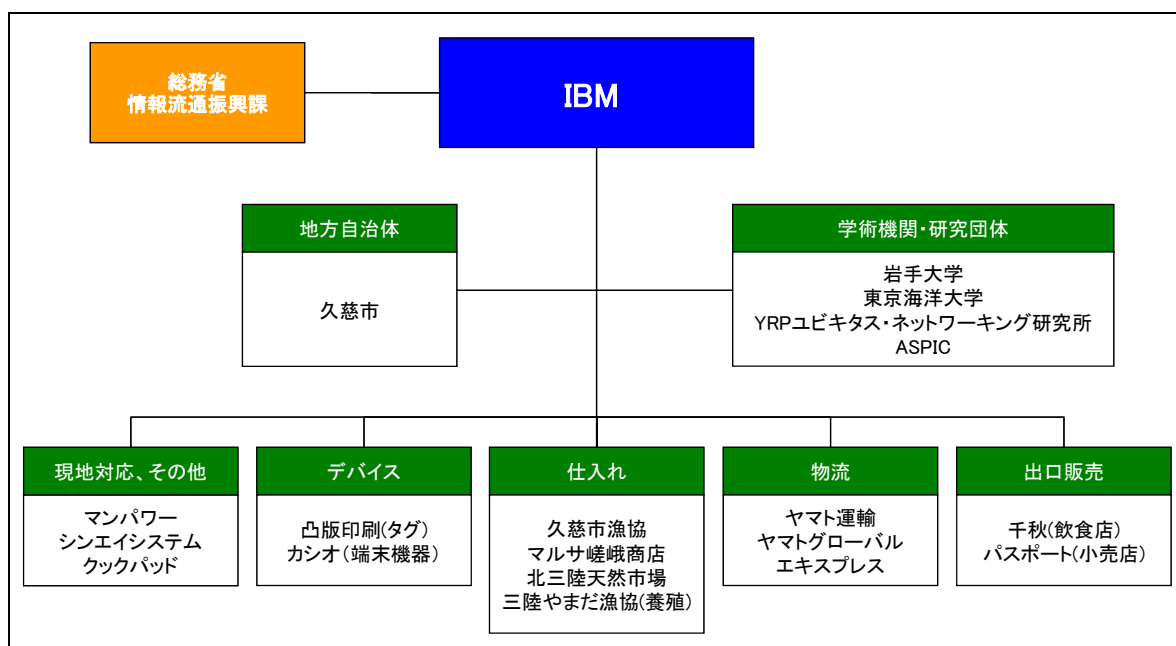 総務省
情報流通振興課
IBM
地方自治体
久慈市
学術機関・研究団体
岩手大学
東京海洋大学
YRPユビキタス・ネットワーキング研究所
ASPIC
現地対応、その他
マンパワー
シンエイシステム
クックパッド
デバイス
凸版印刷(タグ)
カシオ(端末機器)
仕入れ
久慈市漁協
マルサ嵯峨商店
北三陸天然市場
三陸やまだ漁協(養殖)
物流
ヤマト運輸
ヤマトグローバル
エキスプレス
出口販売
千秋(飲食店)
パスポート(小売店)